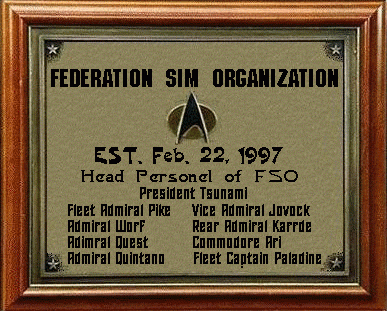 FEDERATION SIM ORGANIZATION
EST. Feb. 22, 1997
Head Personel of FSO
President Tsunami
Fleet Admiral Pike Vice Admiral Jovock
Admiral Worf Rear Admiral Karrde
Adimral Quest Commodore Ari
Admiral Quintano Fleet Captain Paladine